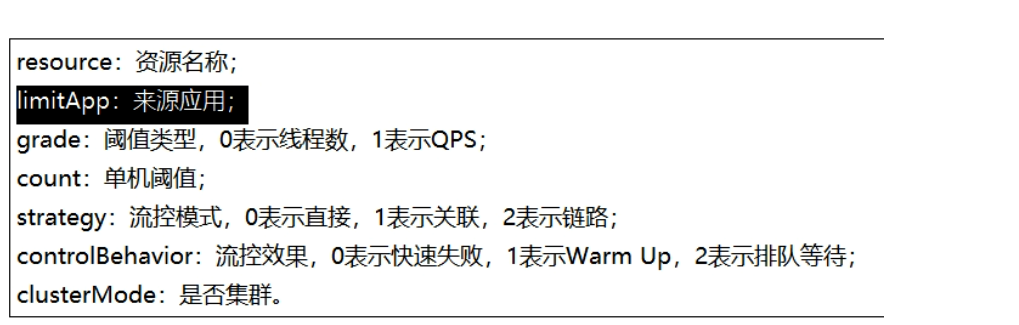 resource：资源名称；
limitApp：来源应用；
grade：阈值类型，0表示线程数，1表示QPS；
count：单机阈值；
strategy：流控模式，0表示直接，1表示关联，2表示链路；
controlBehavior：流控效果，0表示快速失败，1表示Warm Up，2表示排队等待；
clusterMode：是否集群。